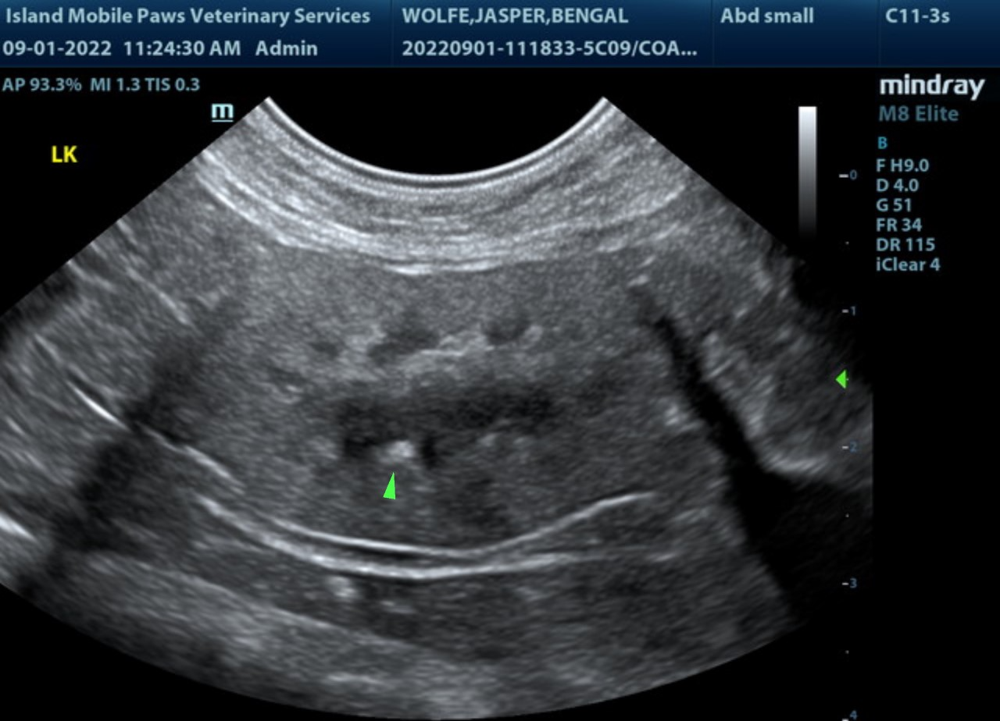 Island Mobile Paws Veterinary Services
WOLFE,JASPER,BENGAL
Abd small
C11-3s
09-01-2022 11:24:30 AM Admin
20220901-111833-5C09/COA...
AP 93.3% MI 1.3 TIS 0.3
m
LK
mindray
M8 Elite
B
F H9.0
D 4.0
G 51
FR 34
DR 115
iClear 4
0
1
2
3
4